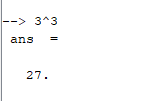 --> 3^3
ans  =
27.